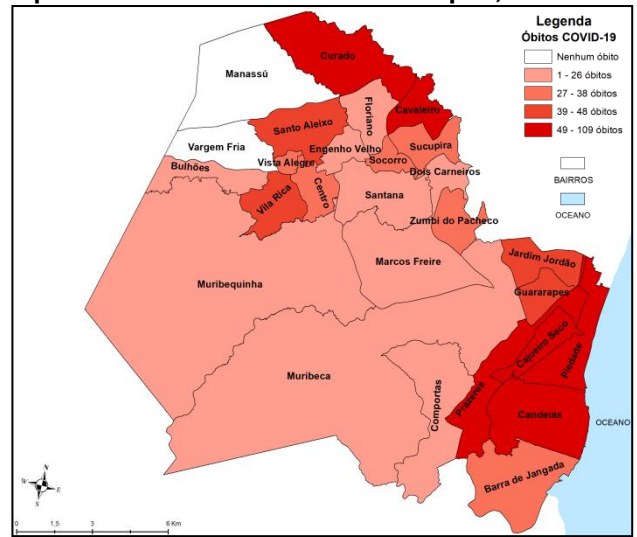 Legenda
Óbitos COVID-19
Nenhum óbito
1 - 26 óbitos
27 - 38 óbitos
39 - 48 óbitos
49 - 109 óbitos
BAIRROS
OCEANO
Curado
Manassú
Floriano
Cavaleiro
Santo Aleixo
Vargem Fria
Engenho Velho
Sucupira
Bulhões
Vista Alegre
Socorro
Dois Carneiros
Vila Rica
Centro
Santana
Zumbi do Pacheco
Marcos Freire
Jardim Jordão
Muribequinha
Guararapes
Cajueiro Seco
Piedade
Muribeca
Comportas
Prazeres
Candeias
OCEANO
Barra de Jangada
N
W
E
S
0 1,5 3 6 Km